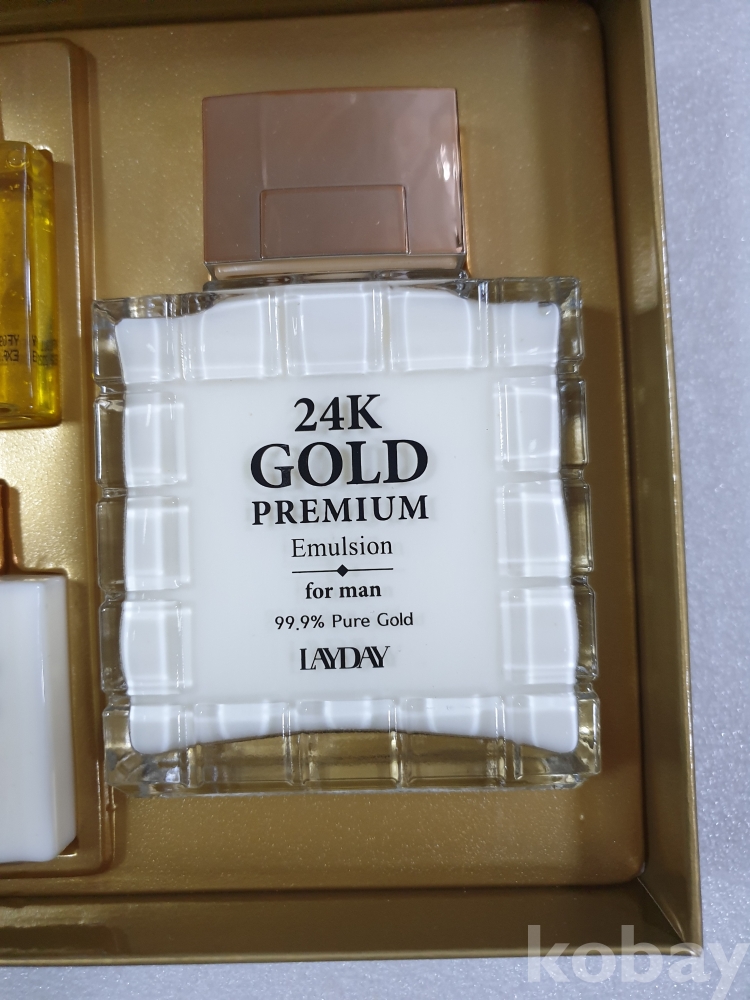 24K
GOLD
PREMIUM
Emulsion
for man
99.9% Pure Gold
LAYDAY
kobay